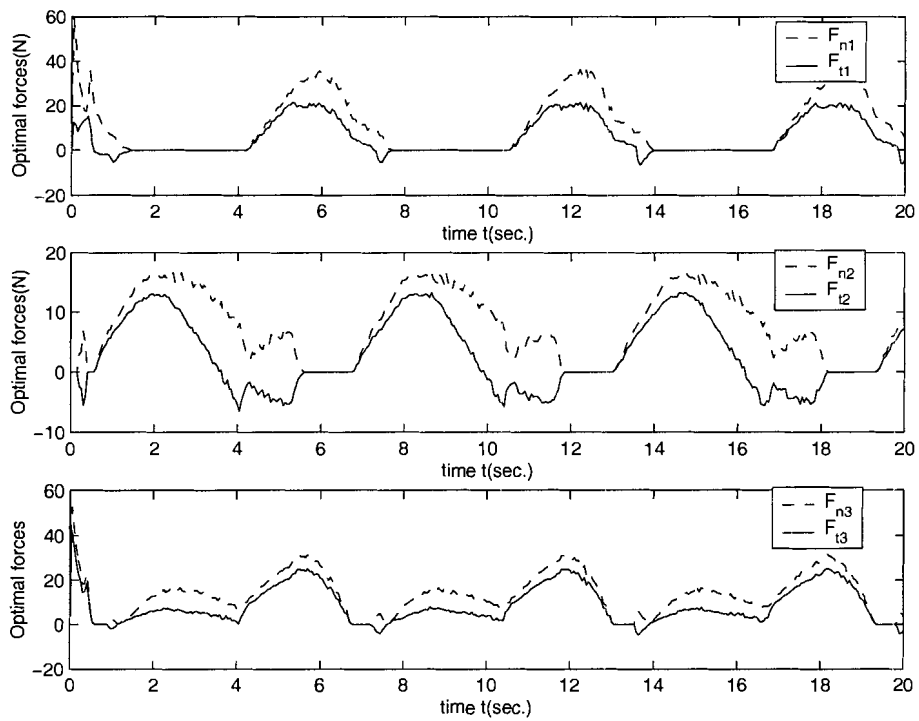 60
40
20
0
−20
Optimal forces(N)
F_n1
F_t1
0 2 4 6 8 10 12 14 16 18 20
time t(sec.)
20
10
0
−10
Optimal forces(N)
F_n2
F_t2
0 2 4 6 8 10 12 14 16 18 20
time t(sec.)
60
40
20
0
−20
Optimal forces
F_n3
F_t3
0 2 4 6 8 10 12 14 16 18 20
time t(sec.)